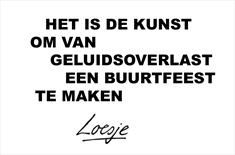 HET IS DE KUNST
OM VAN
GELUIDSOVERLAST
EEN BUURTFEEST
TE MAKEN
Loesje